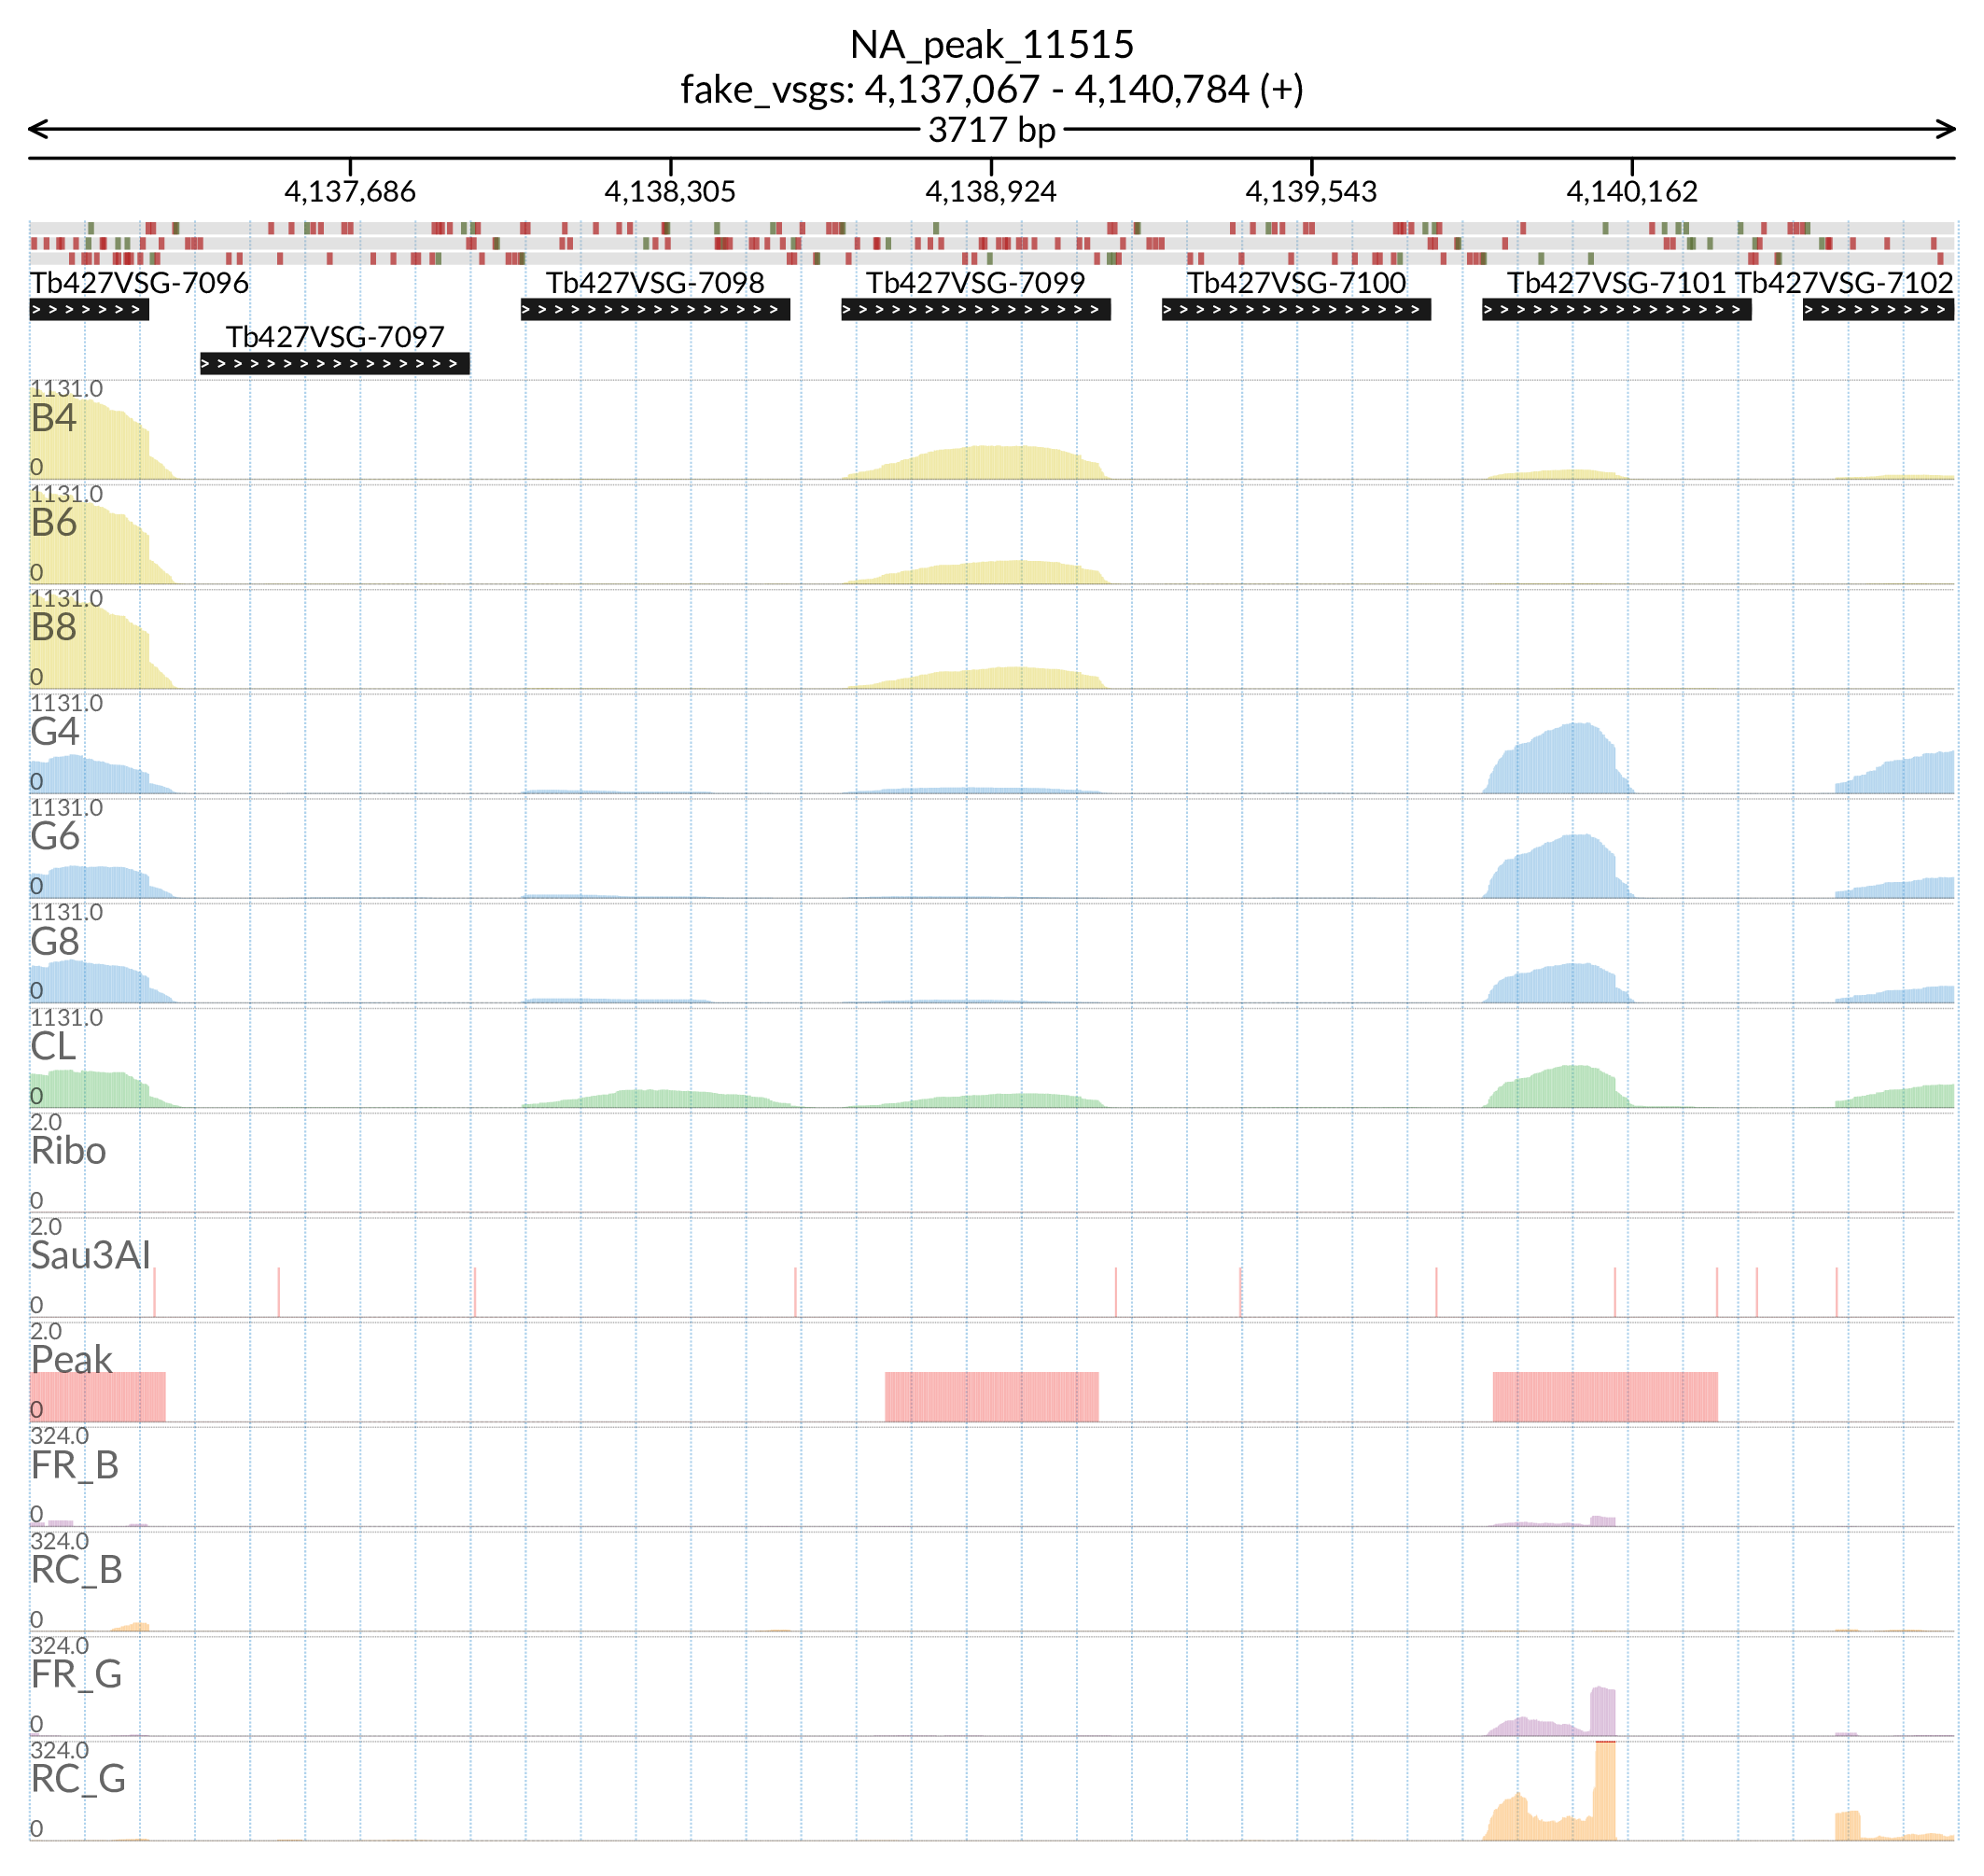 NA_peak_11515
fake_vsgs: 4,137,067 - 4,140,784 (+)
3717 bp
4,137,686 4,138,305 4,138,924 4,139,543 4,140,162
Tb427VSG-7096 Tb427VSG-7098 Tb427VSG-7099 Tb427VSG-7100 Tb427VSG-7101 Tb427VSG-7102
Tb427VSG-7097
1131.0
B4
0
1131.0
B6
0
1131.0
B8
0
1131.0
G4
0
1131.0
G6
0
1131.0
G8
0
1131.0
CL
0
2.0
Ribo
0
2.0
Sau3AI
0
2.0
Peak
0
324.0
FR_B
0
324.0
RC_B
0
324.0
FR_G
0
324.0
RC_G
0